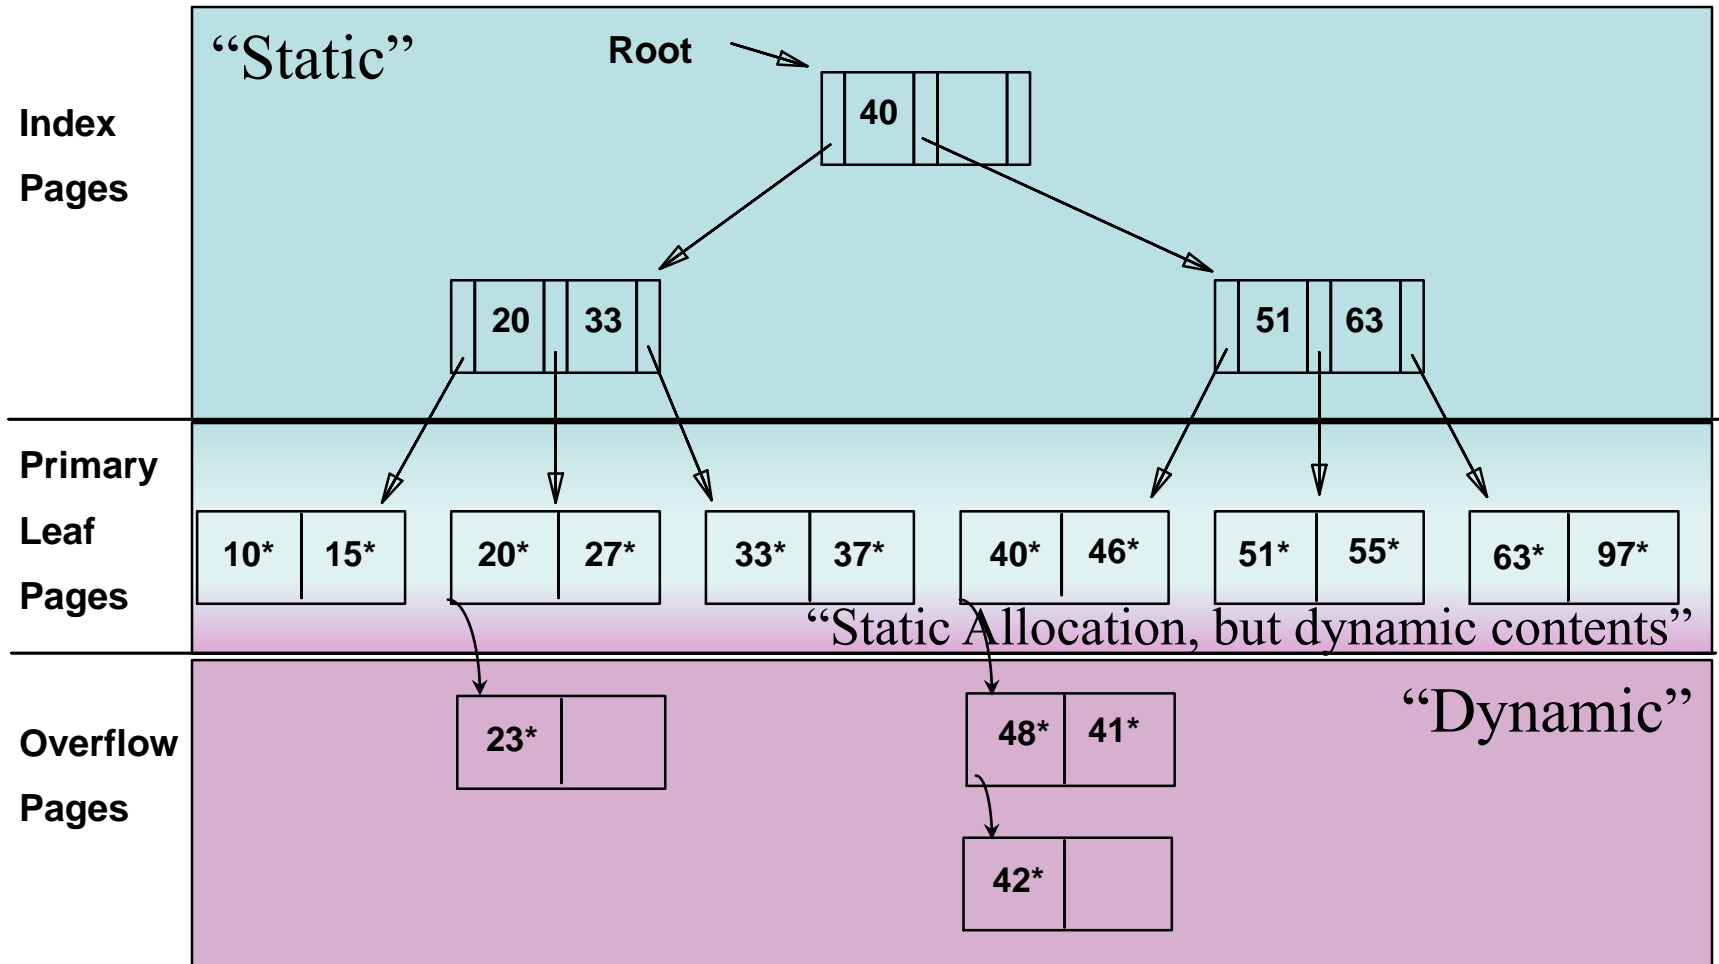 “Static”
Root
40
Index
Pages
20 33
51 63
Primary
Leaf
Pages
10* 15*
20* 27*
33* 37*
40* 46*
51* 55*
63* 97*
“Static Allocation, but dynamic contents”
“Dynamic”
Overflow
Pages
23*
48* 41*
42*